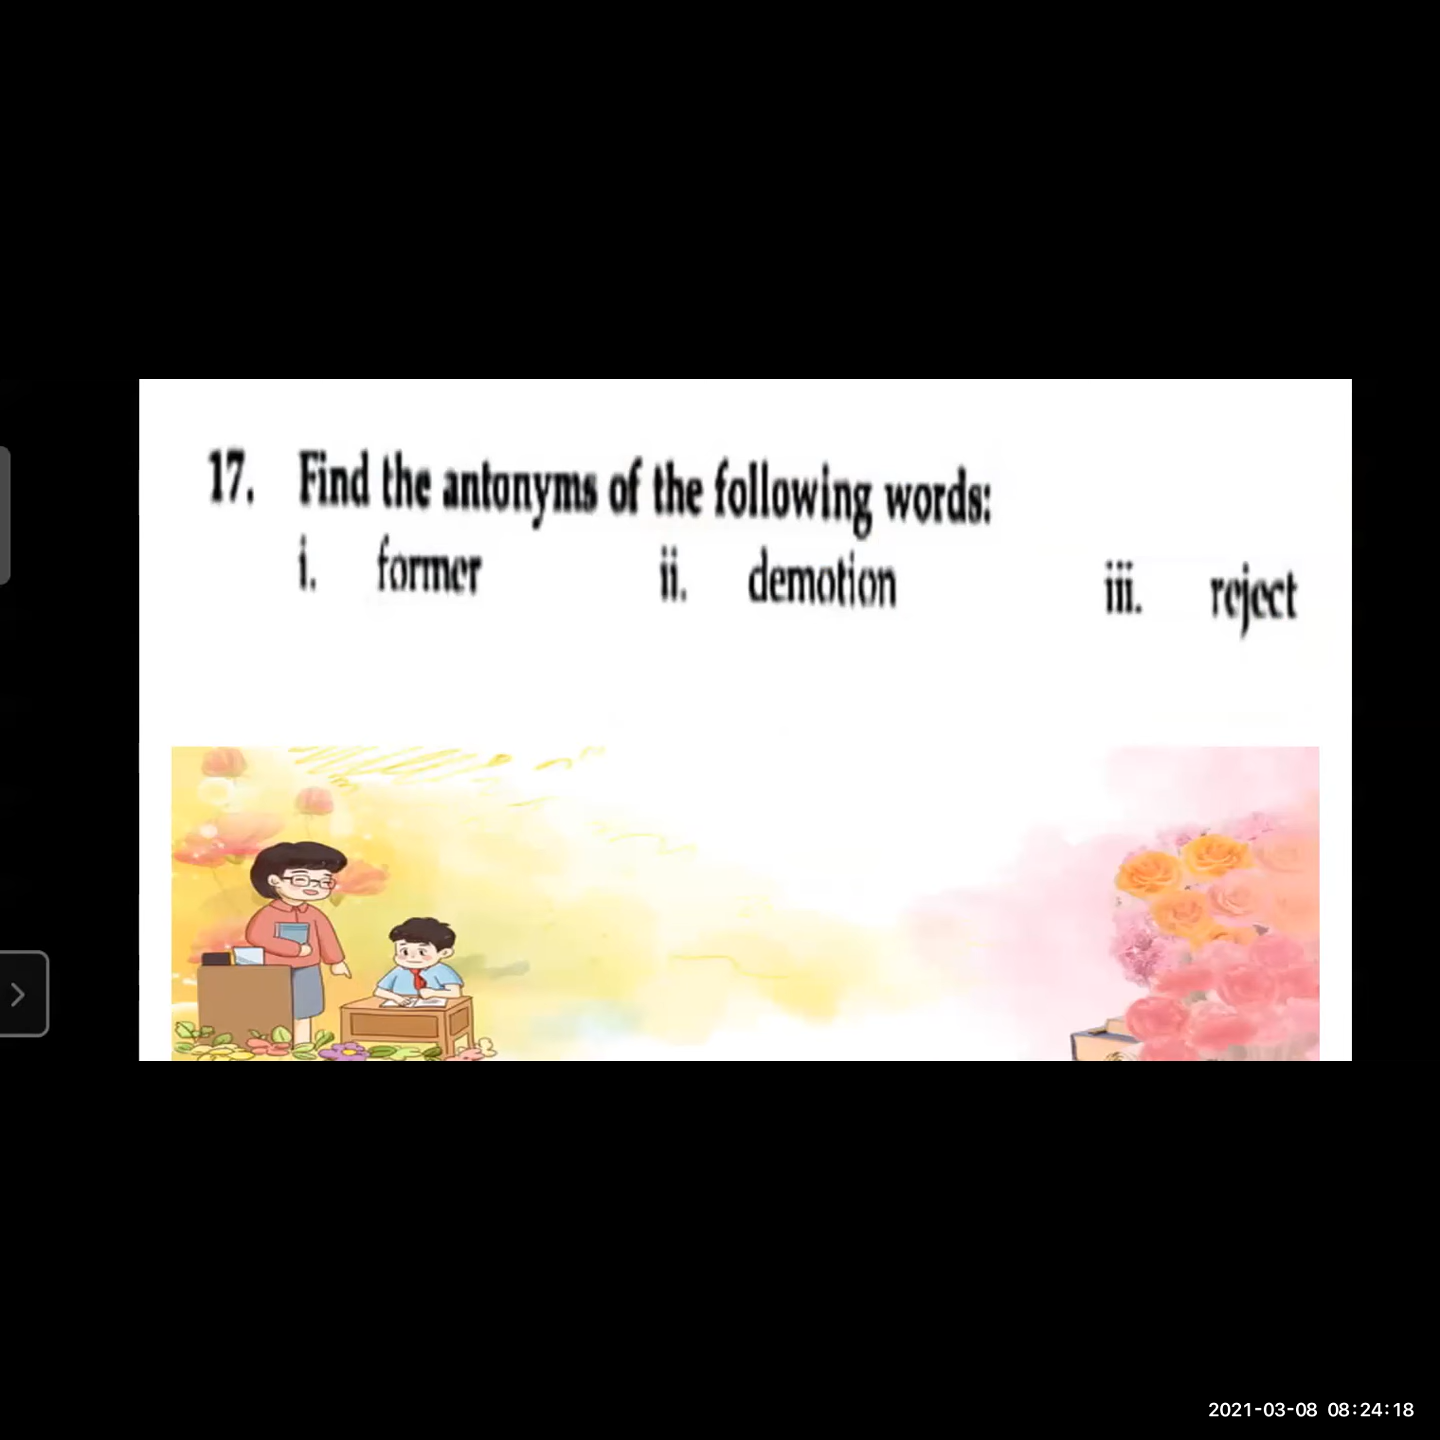 17. Find the antonyms of the following words:
i. former ii. demotion iii. reject
2021-03-08 08:24:18